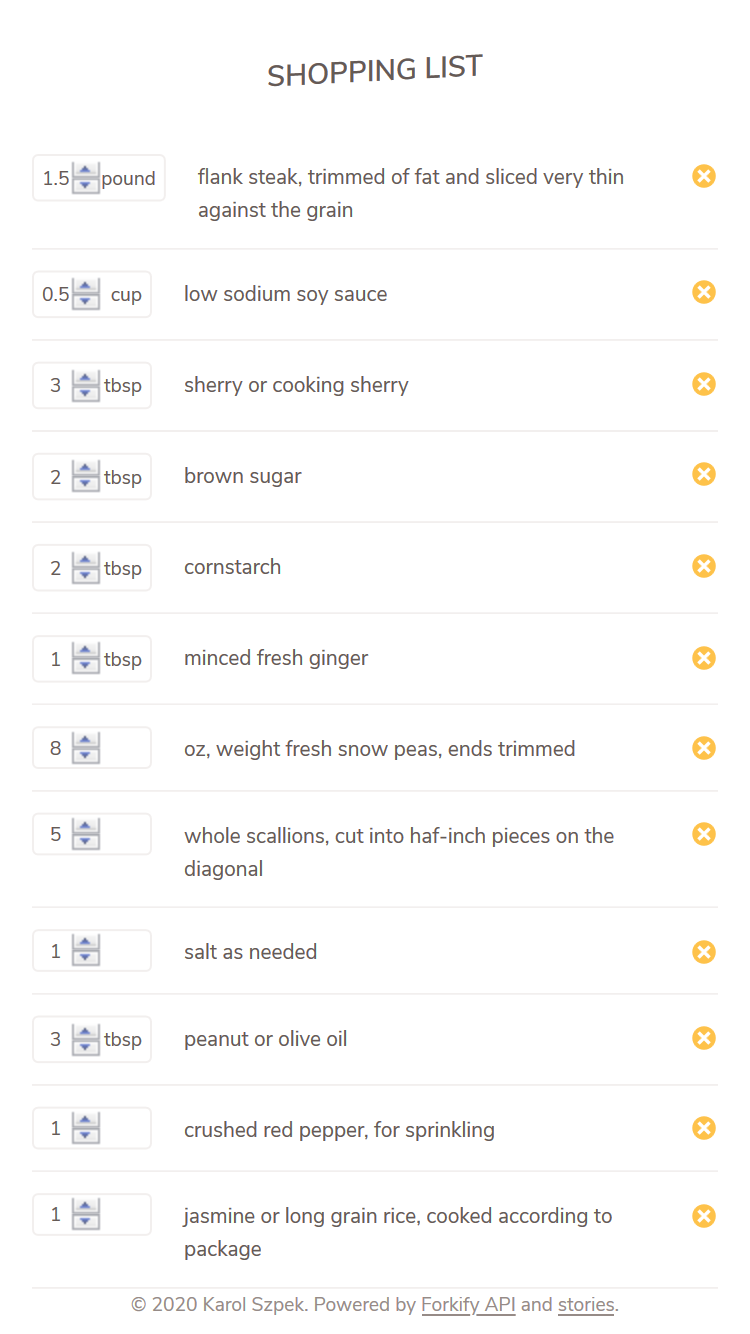 SHOPPING LIST
1.5 pound flank steak, trimmed of fat and sliced very thin
against the grain
0.5 cup low sodium soy sauce
3 tbsp sherry or cooking sherry
2 tbsp brown sugar
2 tbsp cornstarch
1 tbsp minced fresh ginger
8 oz, weight fresh snow peas, ends trimmed
5 whole scallions, cut into haf-inch pieces on the
diagonal
1 salt as needed
3 tbsp peanut or olive oil
1 crushed red pepper, for sprinkling
1 jasmine or long grain rice, cooked according to
package
© 2020 Karol Szpek. Powered by Forkify API and stories.